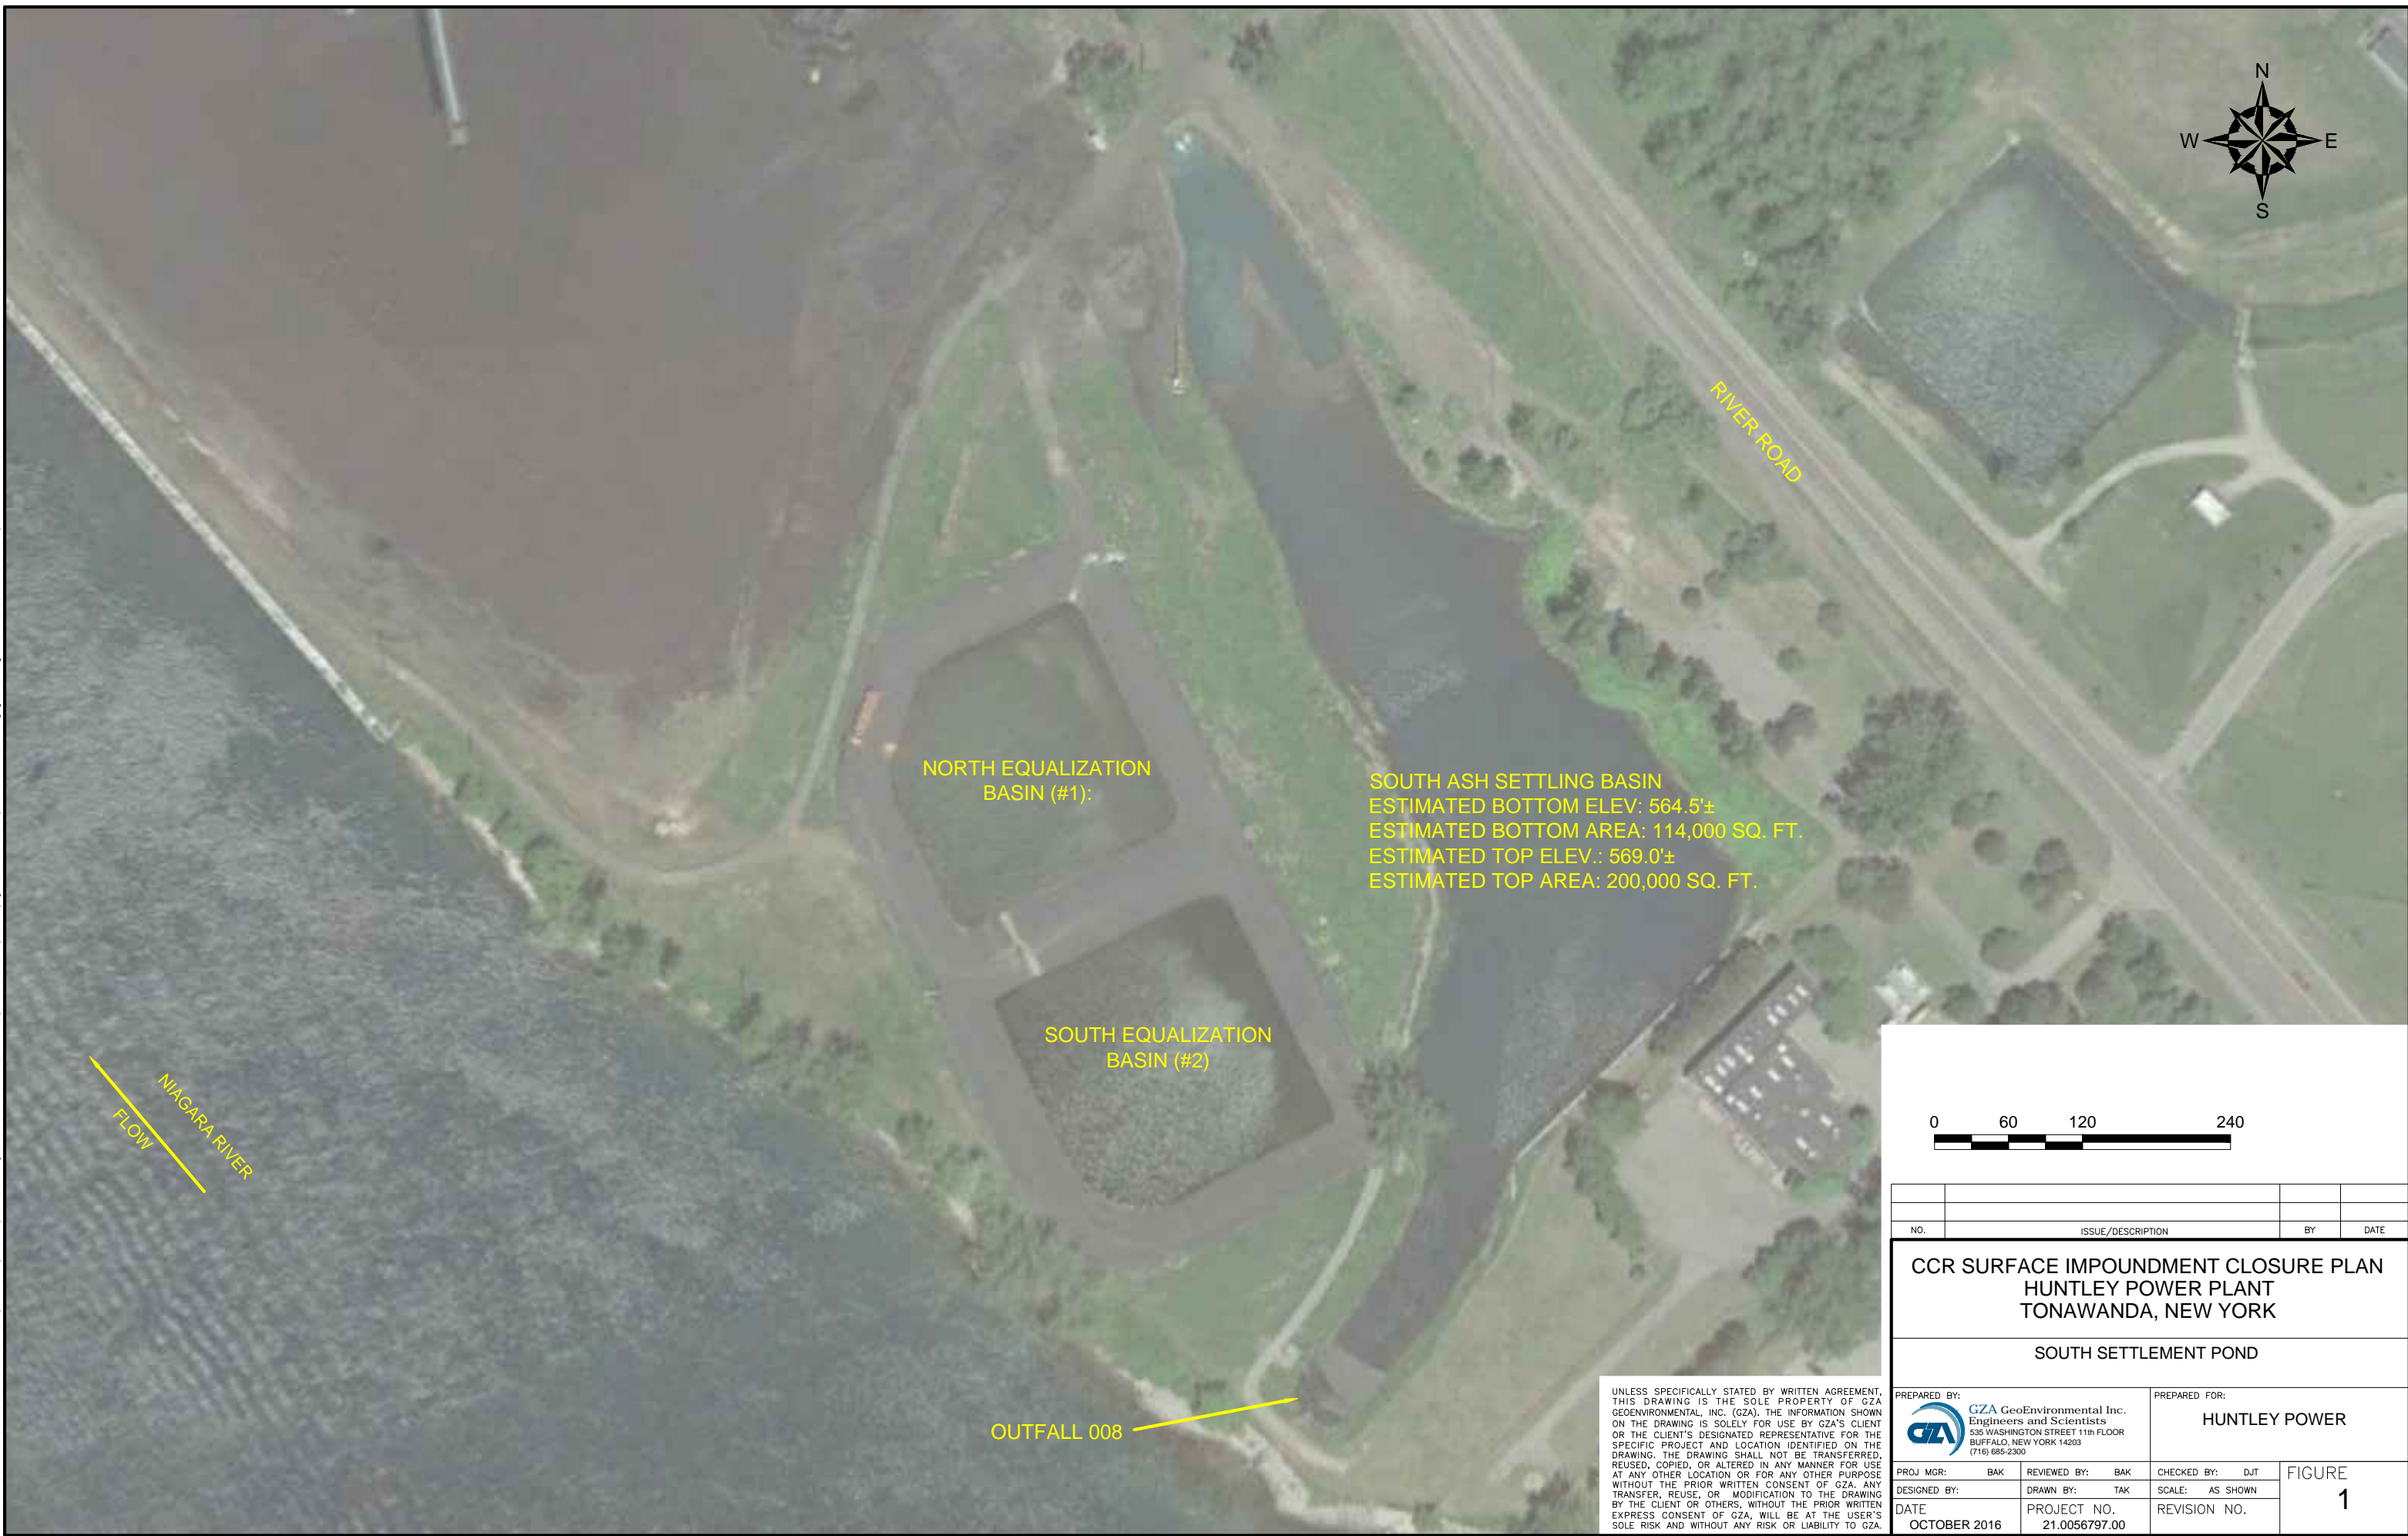 N
W
E
S
RIVER ROAD
NORTH EQUALIZATION
BASIN (#1):
SOUTH ASH SETTLING BASIN
ESTIMATED BOTTOM ELEV: 564.5'±
ESTIMATED BOTTOM AREA: 114,000 SQ. FT.
ESTIMATED TOP ELEV.: 569.0'±
ESTIMATED TOP AREA: 200,000 SQ. FT.
SOUTH EQUALIZATION
BASIN (#2)
NIAGARA RIVER
FLOW
OUTFALL 008
0 60 120 240
NO. ISSUE/DESCRIPTION BY DATE
CCR SURFACE IMPOUNDMENT CLOSURE PLAN
HUNTLEY POWER PLANT
TONAWANDA, NEW YORK
SOUTH SETTLEMENT POND
UNLESS SPECIFICALLY STATED BY WRITTEN AGREEMENT,
THIS DRAWING IS THE SOLE PROPERTY OF GZA
GEOENVIRONMENTAL, INC. (GZA). THE INFORMATION SHOWN
ON THE DRAWING IS SOLELY FOR USE BY GZA'S CLIENT
OR THE CLIENT'S DESIGNATED REPRESENTATIVE FOR THE
SPECIFIC PROJECT AND LOCATION IDENTIFIED ON THE
DRAWING. THE DRAWING SHALL NOT BE TRANSFERRED,
REUSED, COPIED, OR ALTERED IN ANY MANNER FOR USE
AT ANY OTHER LOCATION OR FOR ANY OTHER PURPOSE
WITHOUT THE PRIOR WRITTEN CONSENT OF GZA. ANY
TRANSFER, REUSE, OR MODIFICATION TO THE DRAWING
BY THE CLIENT OR OTHERS, WITHOUT THE PRIOR WRITTEN
EXPRESS CONSENT OF GZA, WILL BE AT THE USER'S
SOLE RISK AND WITHOUT ANY RISK OR LIABILITY TO GZA.
PREPARED BY:
GZA
GZA GeoEnvironmental Inc.
Engineers and Scientists
535 WASHINGTON STREET 11th FLOOR
BUFFALO, NEW YORK 14203
(716) 685-2300
PREPARED FOR:
HUNTLEY POWER
PROJ MGR: BAK REVIEWED BY: BAK CHECKED BY: DJT
DESIGNED BY: DRAWN BY: TAK SCALE: AS SHOWN
DATE PROJECT NO. REVISION NO.
OCTOBER 2016 21.0056797.00
FIGURE
1